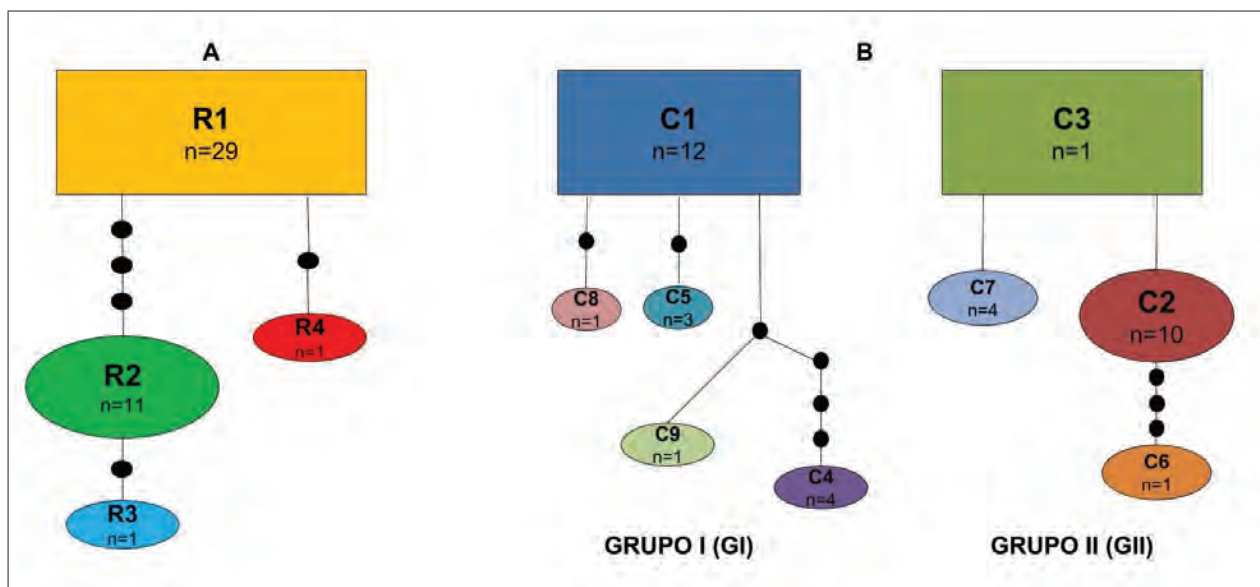 A
B
R1
n=29
R4
n=1
R2
n=11
R3
n=1
C1
n=12
C8
n=1
C5
n=3
C9
n=1
C4
n=4
GRUPO I (GI)
C3
n=1
C7
n=4
C2
n=10
C6
n=1
GRUPO II (GII)